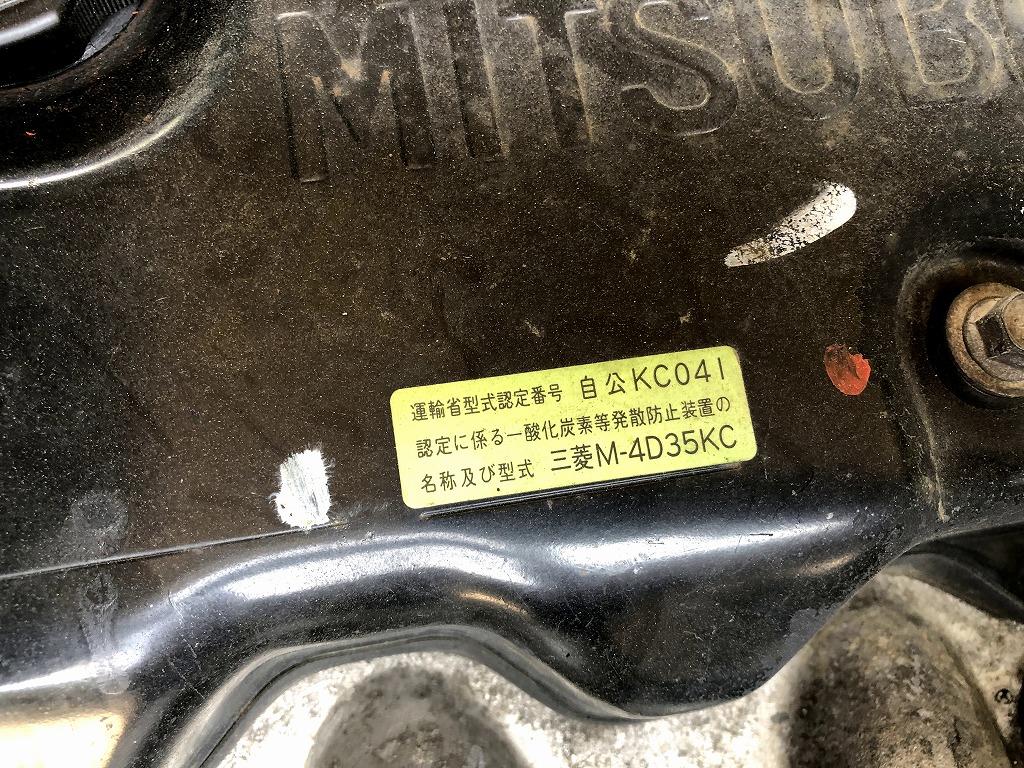 MITSUB
運輸省型式認定番号 自公KC041
認定に係る一酸化炭素等発散防止装置の
名称及び型式 三菱M-4D35KC